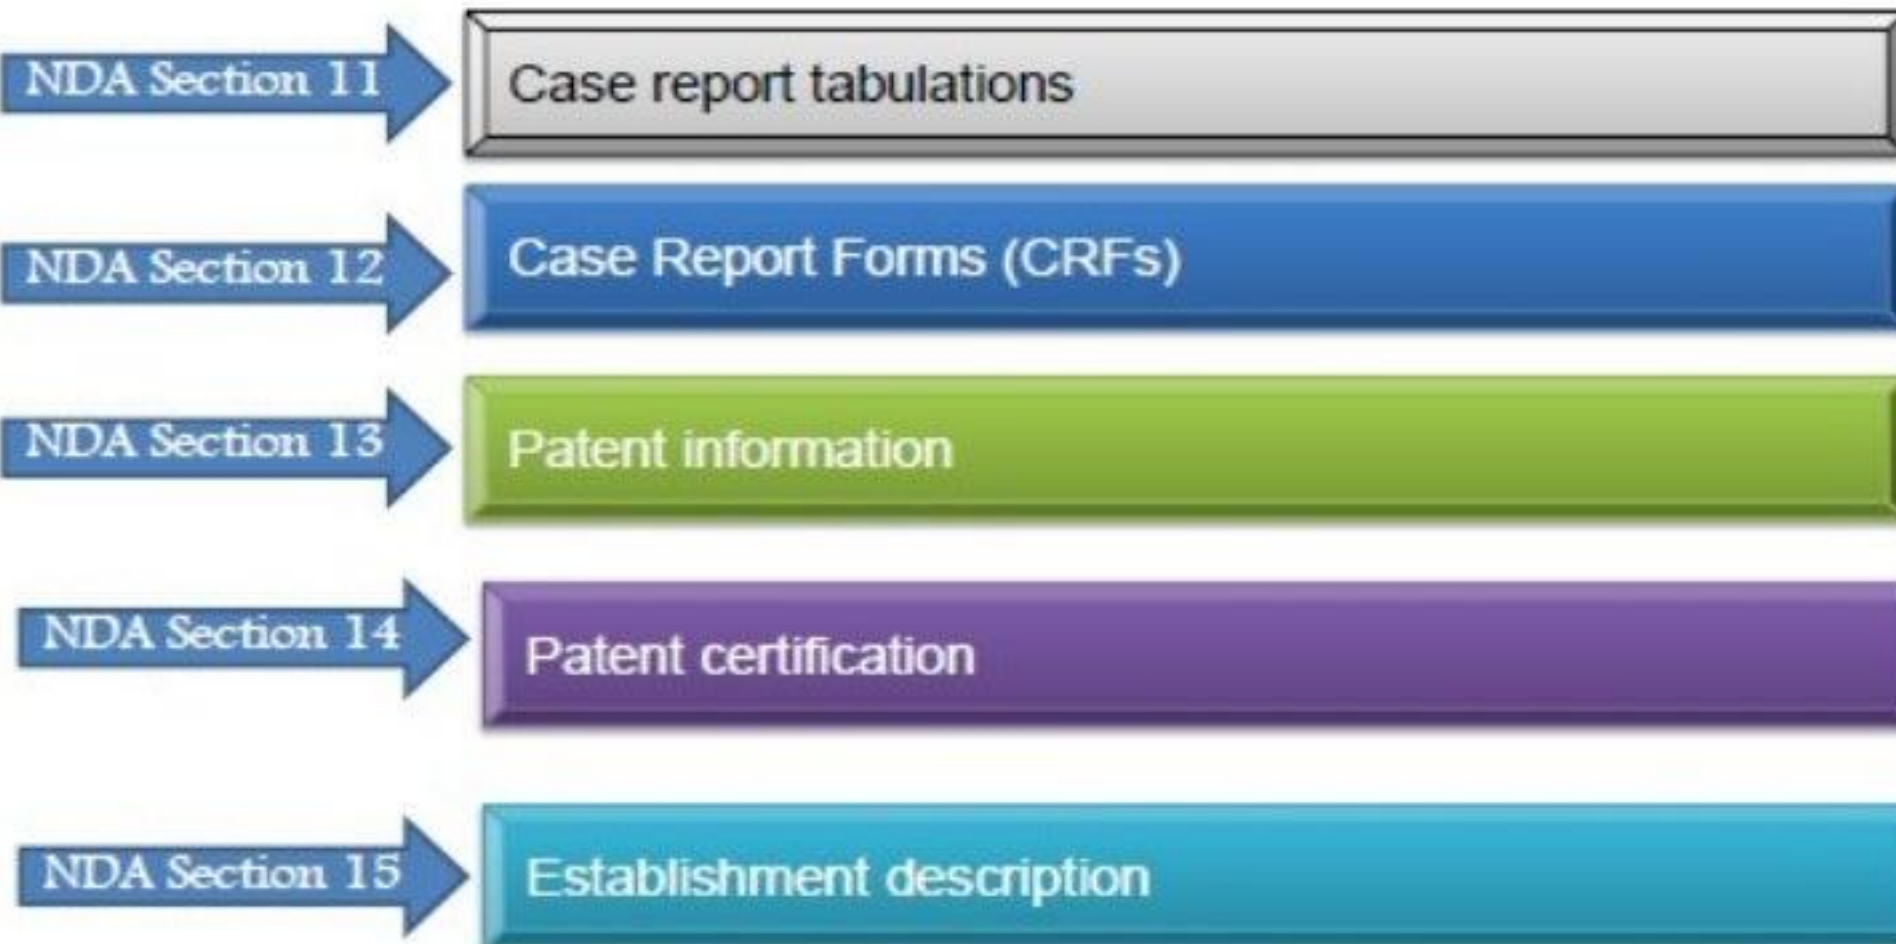 NDA Section 11
Case report tabulations
NDA Section 12
Case Report Forms (CRFs)
NDA Section 13
Patent information
NDA Section 14
Patent certification
NDA Section 15
Establishment description